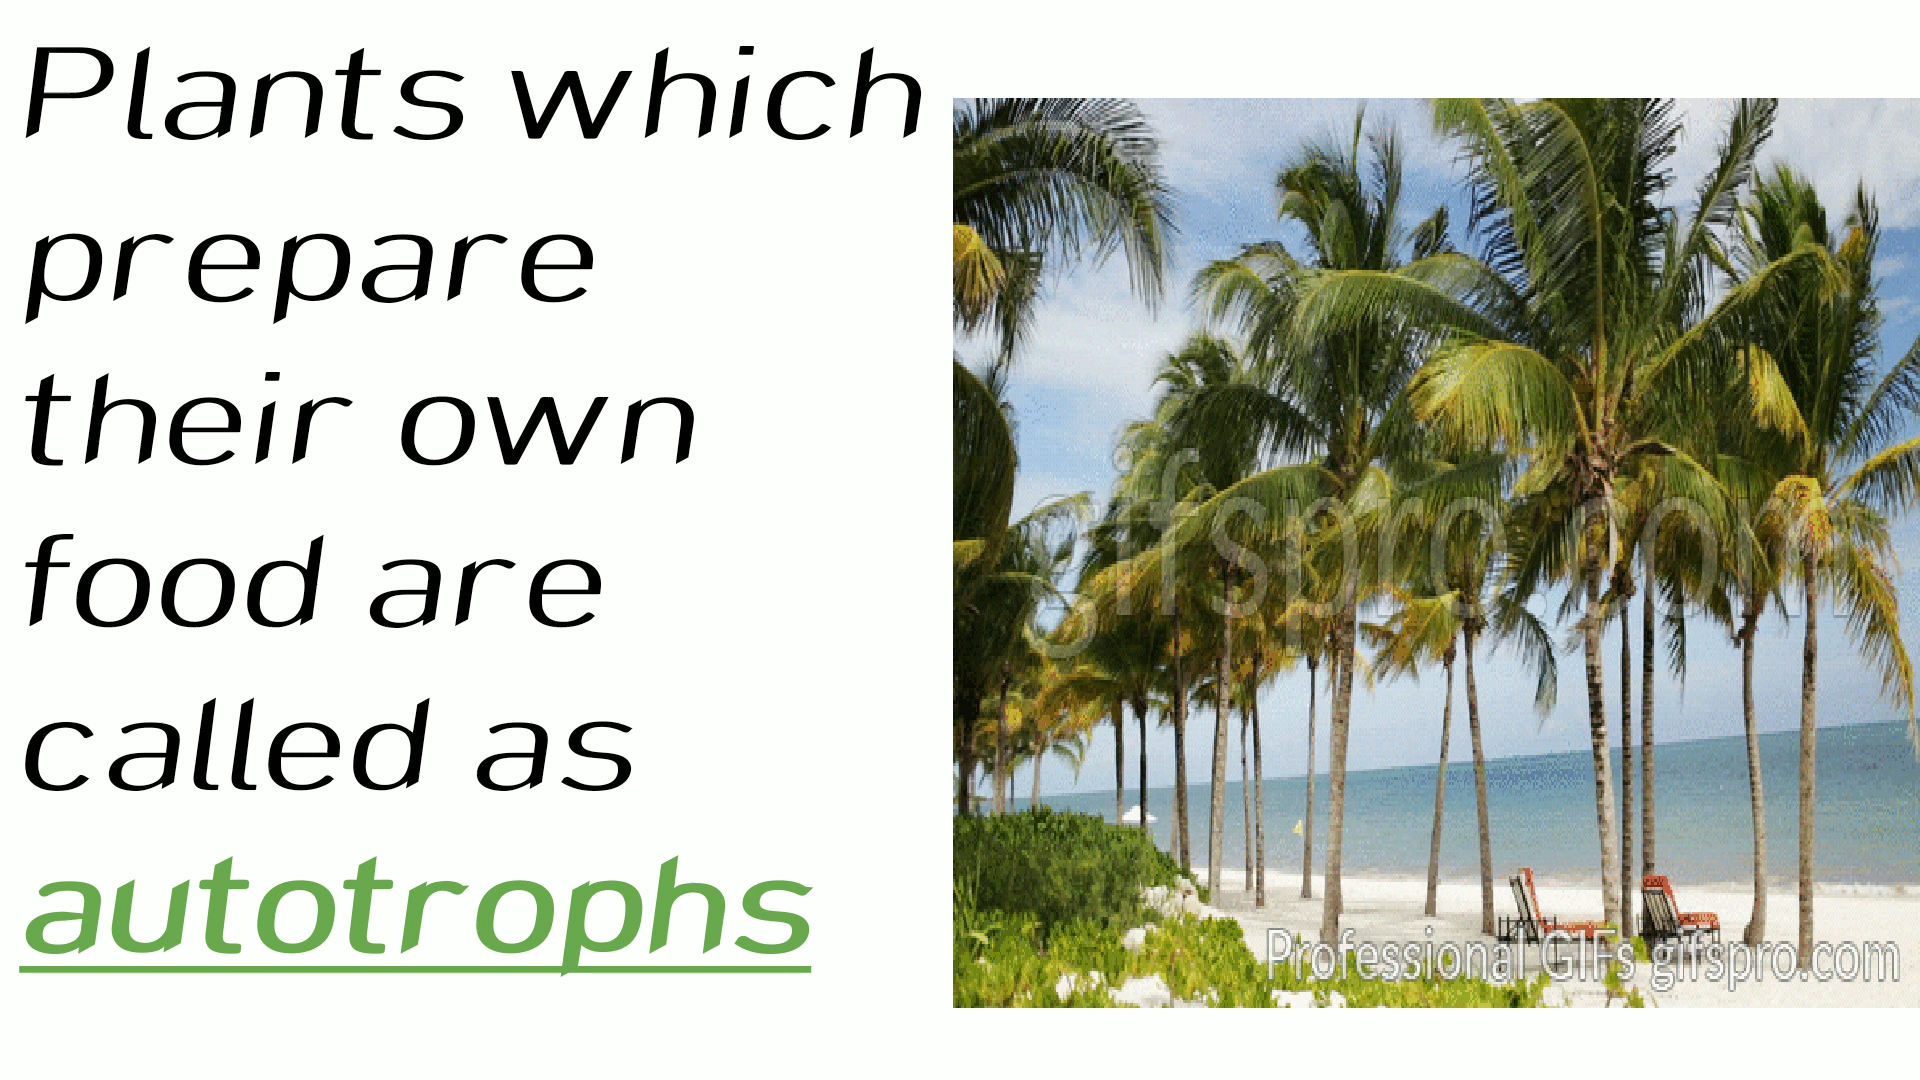 Plants which
prepare
their own
food are
called as
autotrophs
gifspro.com
Professional GIFs gifspro.com